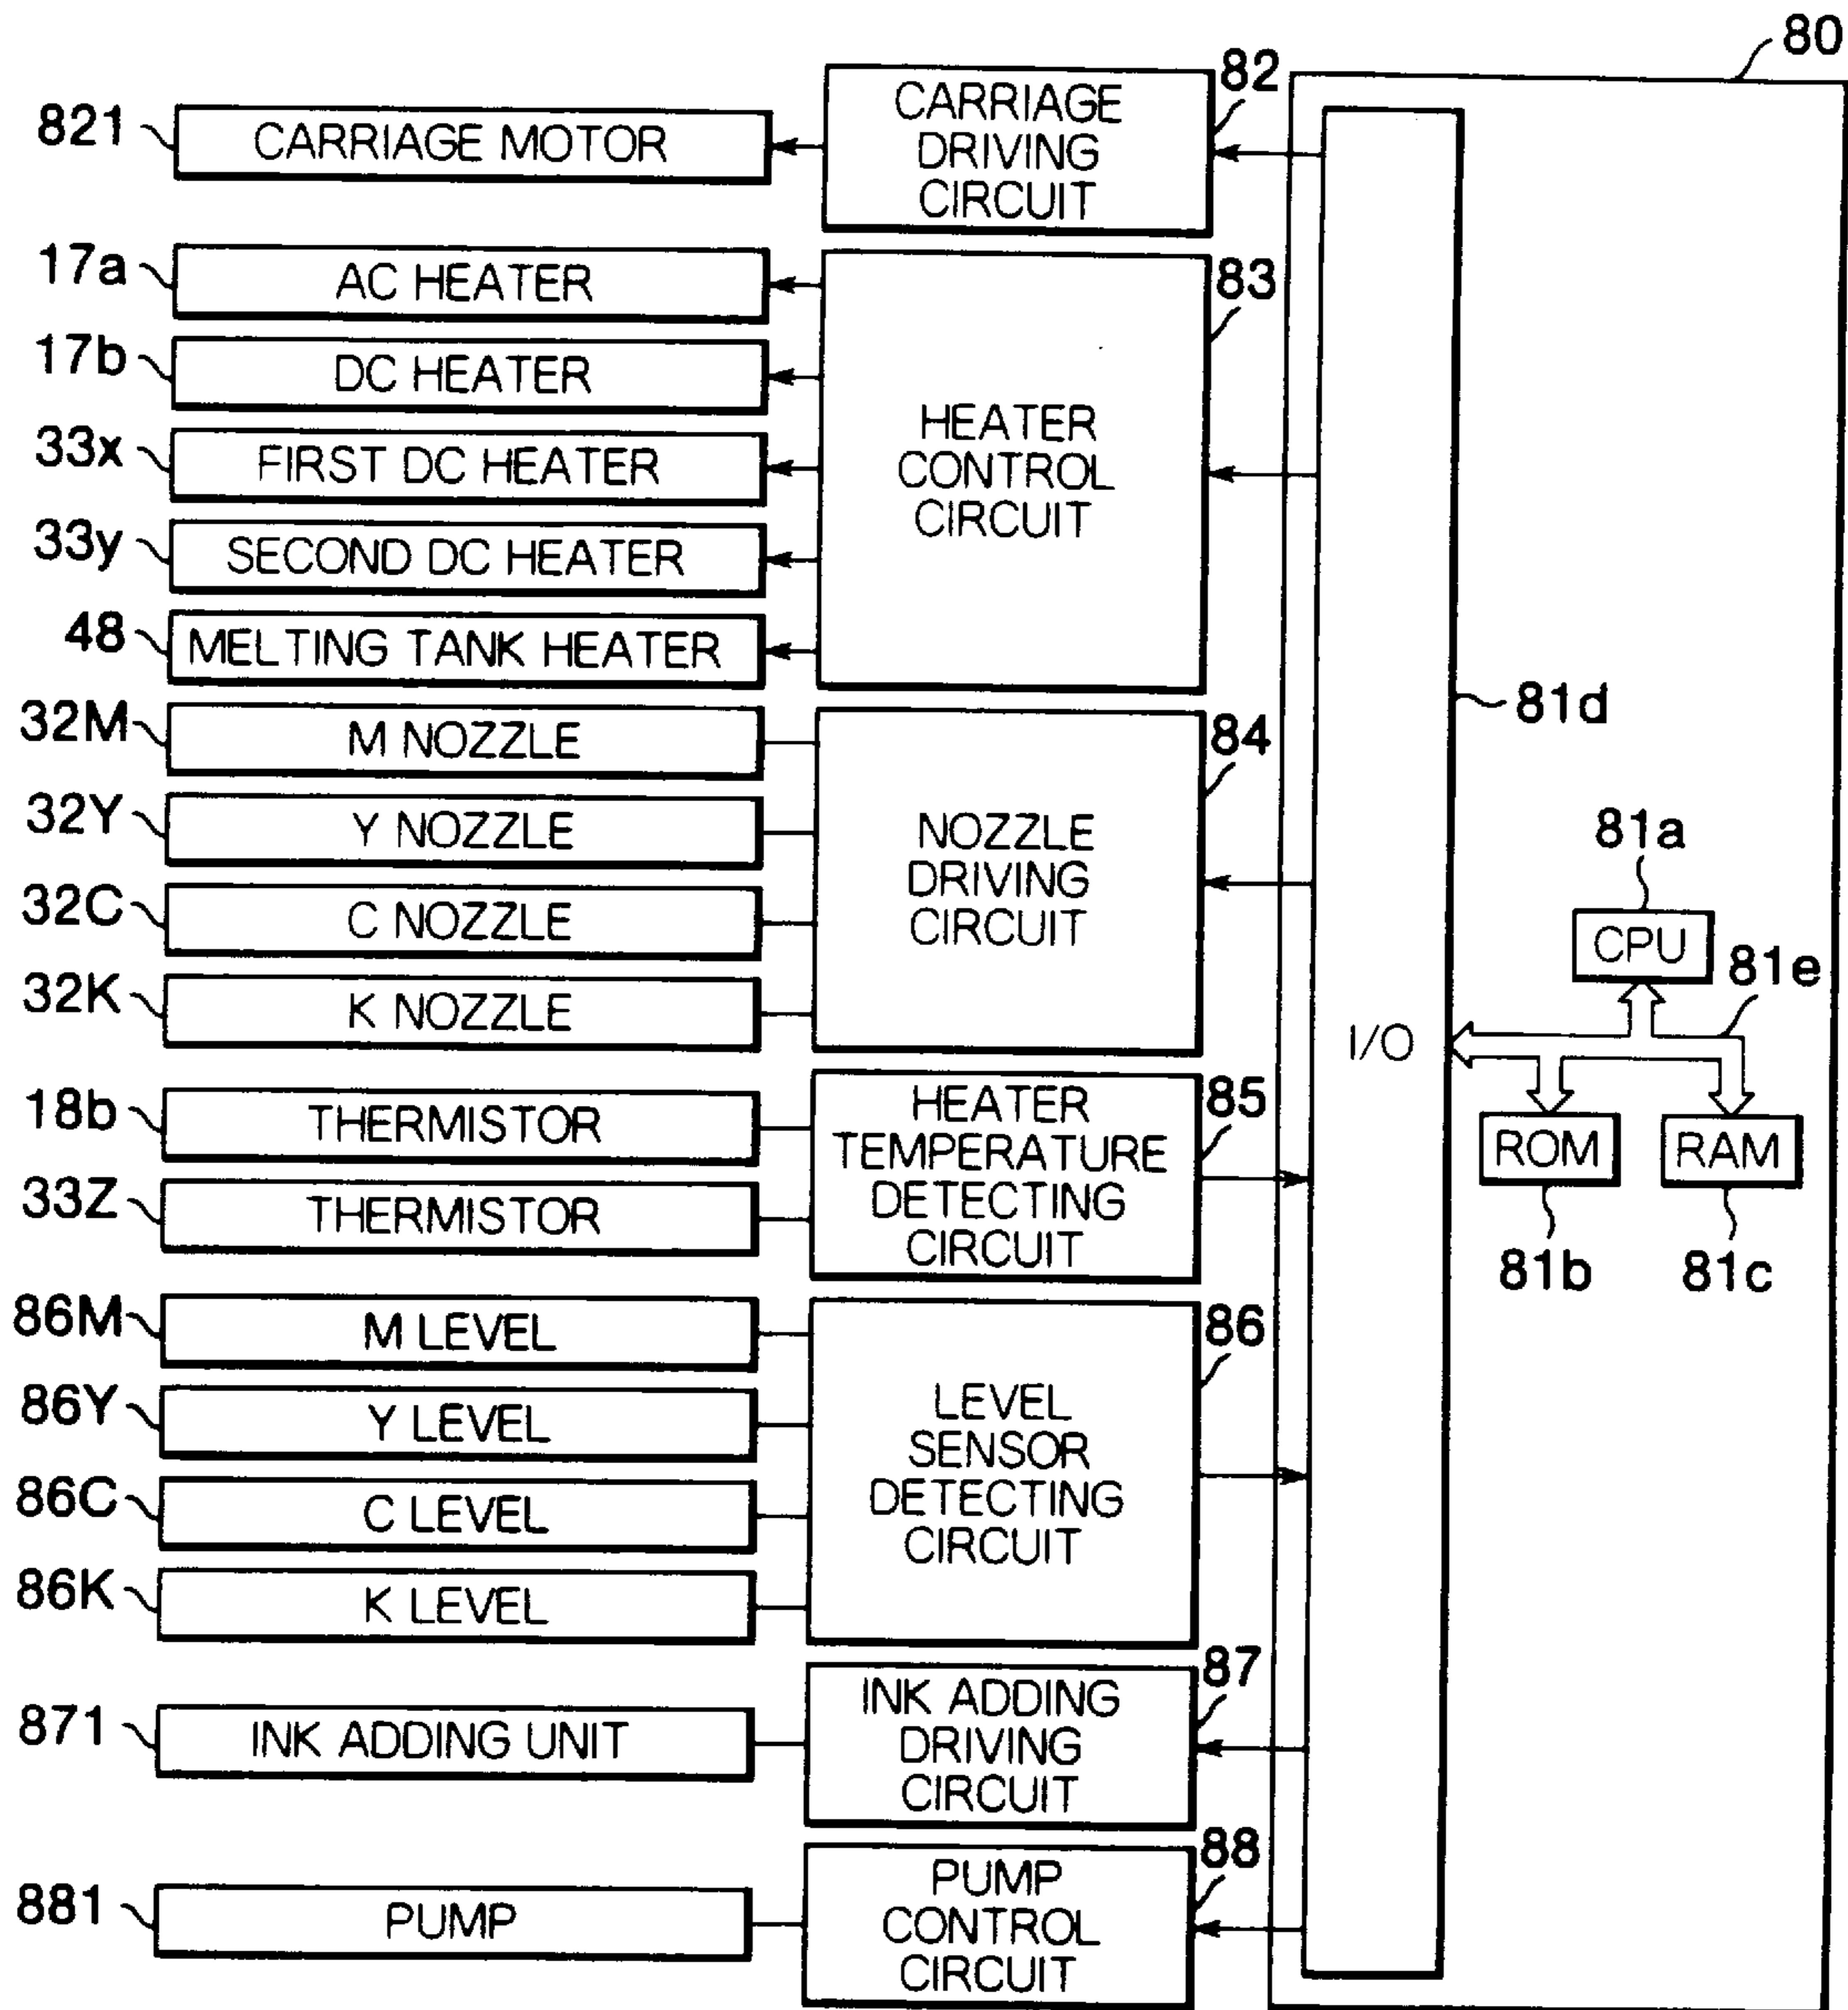 80
821
CARRIAGE MOTOR
CARRIAGE
DRIVING
CIRCUIT
82
17a
AC HEATER
17b
DC HEATER
33x
FIRST DC HEATER
33y
SECOND DC HEATER
48
MELTING TANK HEATER
HEATER
CONTROL
CIRCUIT
83
32M
M NOZZLE
32Y
Y NOZZLE
32C
C NOZZLE
32K
K NOZZLE
NOZZLE
DRIVING
CIRCUIT
84
18b
THERMISTOR
33Z
THERMISTOR
HEATER
TEMPERATURE
DETECTING
CIRCUIT
85
86M
M LEVEL
86Y
Y LEVEL
86C
C LEVEL
86K
K LEVEL
LEVEL
SENSOR
DETECTING
CIRCUIT
86
871
INK ADDING UNIT
INK ADDING
DRIVING
CIRCUIT
87
881
PUMP
PUMP
CONTROL
CIRCUIT
88
81d
I/O
81a
CPU
81e
ROM
RAM
81b
81c